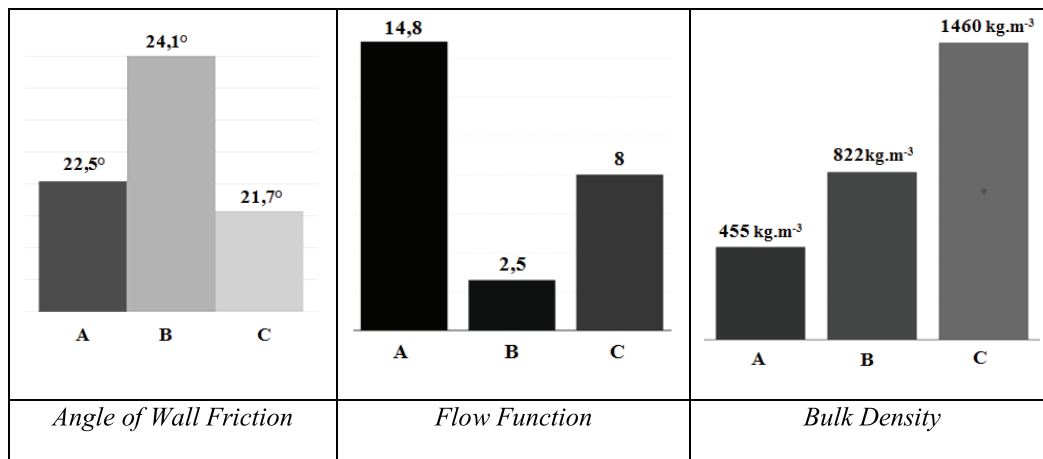 24,1°
22,5°
21,7°
A B C
Angle of Wall Friction
14,8
2,5
8
A B C
Flow Function
1460 kg.m-3
822kg.m-3
455 kg.m-3
A B C
Bulk Density